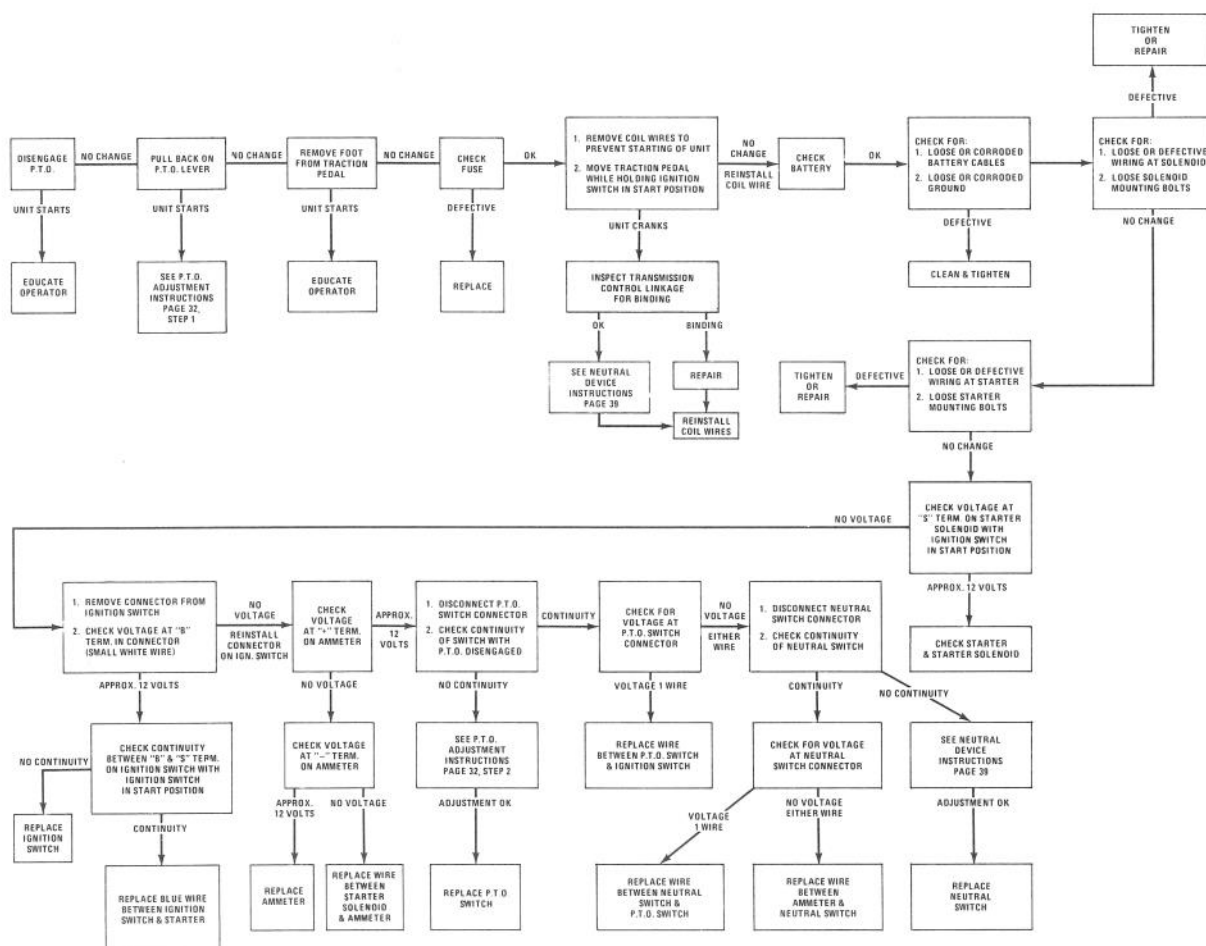 TIGHTEN
OR
REPAIR
DEFECTIVE
DISENGAGE
P.T.O.
NO CHANGE
PULL BACK ON
P.T.O. LEVER
NO CHANGE
REMOVE FOOT
FROM TRACTION
PEDAL
NO CHANGE
CHECK
FUSE
OK
1. REMOVE COIL WIRES TO
PREVENT STARTING OF UNIT
2. MOVE TRACTION PEDAL
WHILE HOLDING IGNITION
SWITCH IN START POSITION
NO
CHANGE
REINSTALL
COIL WIRE
CHECK
BATTERY
OK
CHECK FOR:
1. LOOSE OR CORRODED
BATTERY CABLES
2. LOOSE OR CORRODED
GROUND
CHECK FOR:
1. LOOSE OR DEFECTIVE
WIRING AT SOLENOID
2. LOOSE SOLENOID
MOUNTING BOLTS
UNIT STARTS
UNIT STARTS
UNIT STARTS
DEFECTIVE
UNIT CRANKS
DEFECTIVE
NO CHANGE
EDUCATE
OPERATOR
SEE P.T.O.
ADJUSTMENT
INSTRUCTIONS
PAGE 32,
STEP 1
EDUCATE
OPERATOR
REPLACE
INSPECT TRANSMISSION
CONTROL LINKAGE
FOR BINDING
CLEAN & TIGHTEN
OK
BINDING
SEE NEUTRAL
DEVICE
INSTRUCTIONS
PAGE 39
REPAIR
REINSTALL
COIL WIRES
TIGHTEN
OR
REPAIR
DEFECTIVE
CHECK FOR:
1. LOOSE OR DEFECTIVE
WIRING AT STARTER
2. LOOSE STARTER
MOUNTING BOLTS
NO CHANGE
NO VOLTAGE
CHECK VOLTAGE AT
"S" TERM. ON STARTER
SOLENOID WITH
IGNITION SWITCH
IN START POSITION
APPROX. 12 VOLTS
CHECK STARTER
& STARTER SOLENOID
1. REMOVE CONNECTOR FROM
IGNITION SWITCH
2. CHECK VOLTAGE AT "B"
TERM. IN CONNECTOR
(SMALL WHITE WIRE)
NO
VOLTAGE
REINSTALL
CONNECTOR
ON IGN. SWITCH
CHECK
VOLTAGE
AT "+" TERM.
ON AMMETER
APPROX.
12
VOLTS
1. DISCONNECT P.T.O.
SWITCH CONNECTOR
2. CHECK CONTINUITY
OF SWITCH WITH
P.T.O. DISENGAGED
CONTINUITY
CHECK FOR
VOLTAGE AT
P.T.O. SWITCH
CONNECTOR
NO
VOLTAGE
EITHER
WIRE
1. DISCONNECT NEUTRAL
SWITCH CONNECTOR
2. CHECK CONTINUITY
OF NEUTRAL SWITCH
APPROX. 12 VOLTS
NO VOLTAGE
NO CONTINUITY
VOLTAGE 1 WIRE
CONTINUITY
NO CONTINUITY
NO CONTINUITY
CHECK CONTINUITY
BETWEEN "B" & "S" TERM.
ON IGNITION SWITCH WITH
IGNITION SWITCH
IN START POSITION
CHECK VOLTAGE
AT "–" TERM.
ON AMMETER
SEE P.T.O.
ADJUSTMENT
INSTRUCTIONS
PAGE 32, STEP 2
REPLACE WIRE
BETWEEN P.T.O. SWITCH
& IGNITION SWITCH
CHECK FOR VOLTAGE
AT NEUTRAL
SWITCH CONNECTOR
SEE NEUTRAL
DEVICE
INSTRUCTIONS
PAGE 39
REPLACE
IGNITION
SWITCH
CONTINUITY
APPROX.
12 VOLTS
NO VOLTAGE
ADJUSTMENT OK
VOLTAGE
1 WIRE
NO VOLTAGE
EITHER WIRE
ADJUSTMENT OK
REPLACE BLUE WIRE
BETWEEN IGNITION
SWITCH & STARTER
REPLACE
AMMETER
REPLACE WIRE
BETWEEN
STARTER
SOLENOID
& AMMETER
REPLACE P.T.O
SWITCH
REPLACE WIRE
BETWEEN NEUTRAL
SWITCH &
P.T.O. SWITCH
REPLACE WIRE
BETWEEN
AMMETER &
NEUTRAL SWITCH
REPLACE
NEUTRAL
SWITCH